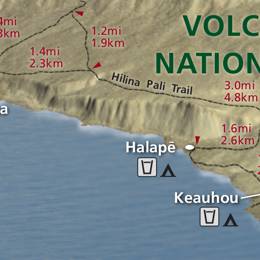 VOLC
NATION
4mi
3km
1.2mi
1.9km
1.4mi
2.3km
Hilina Pali Trail
3.0mi
4.8km
a
1.6mi
2.6km
Halapē
Keauhou